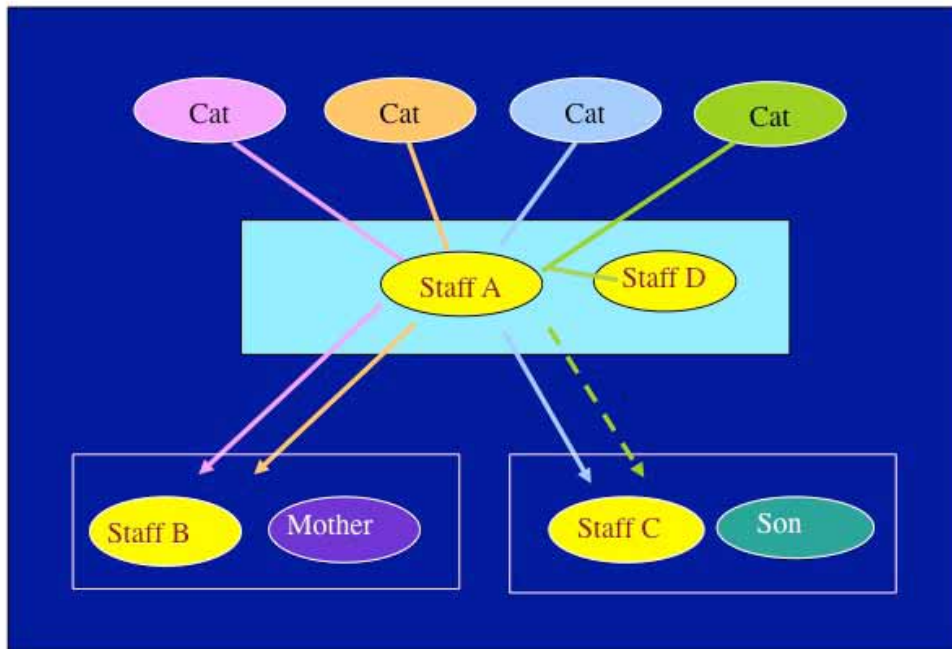 Cat
Cat
Cat
Cat
Staff A
Staff D
Staff B
Mother
Staff C
Son